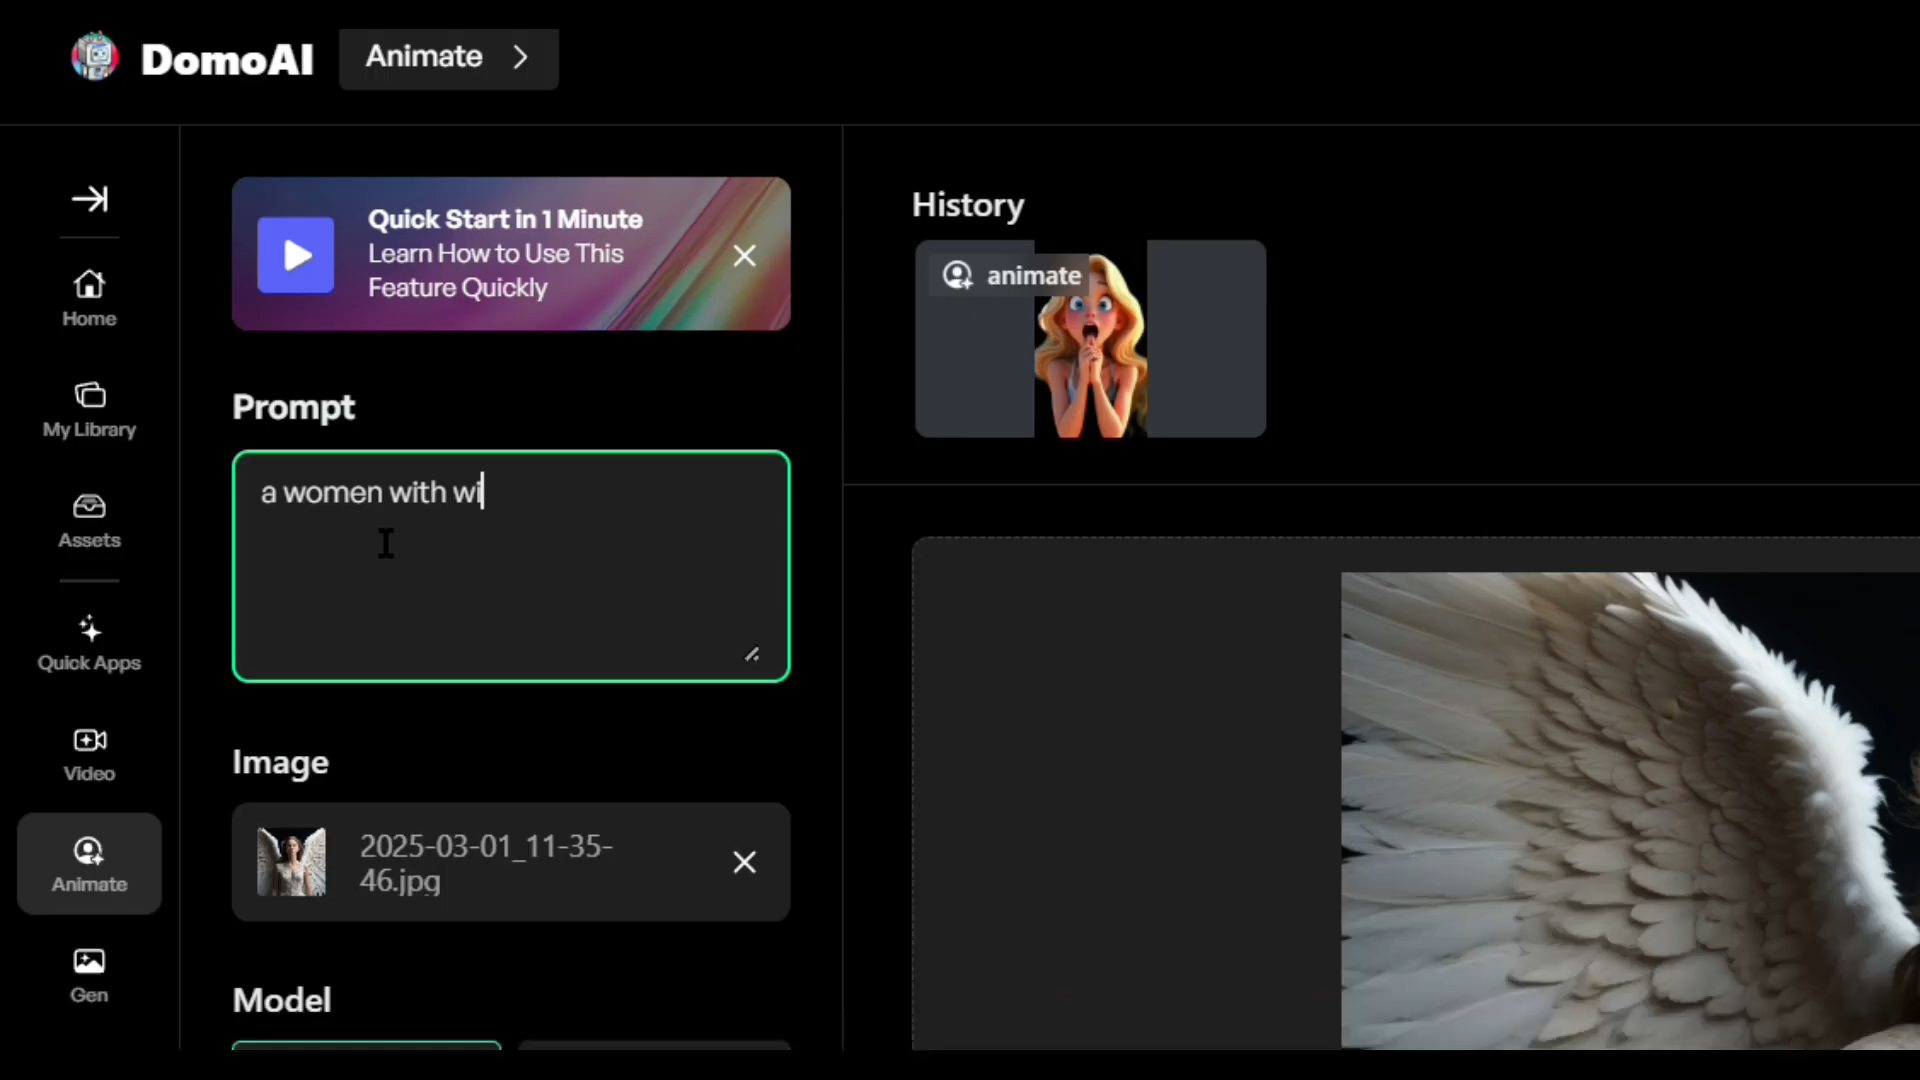 DomoAI
Animate
Quick Start in 1 Minute
Learn How to Use This
Feature Quickly
Home
My Library
Assets
Quick Apps
Video
Animate
Gen
Prompt
a women with wi
Image
2025-03-01_11-35-
46.jpg
Model
History
animate